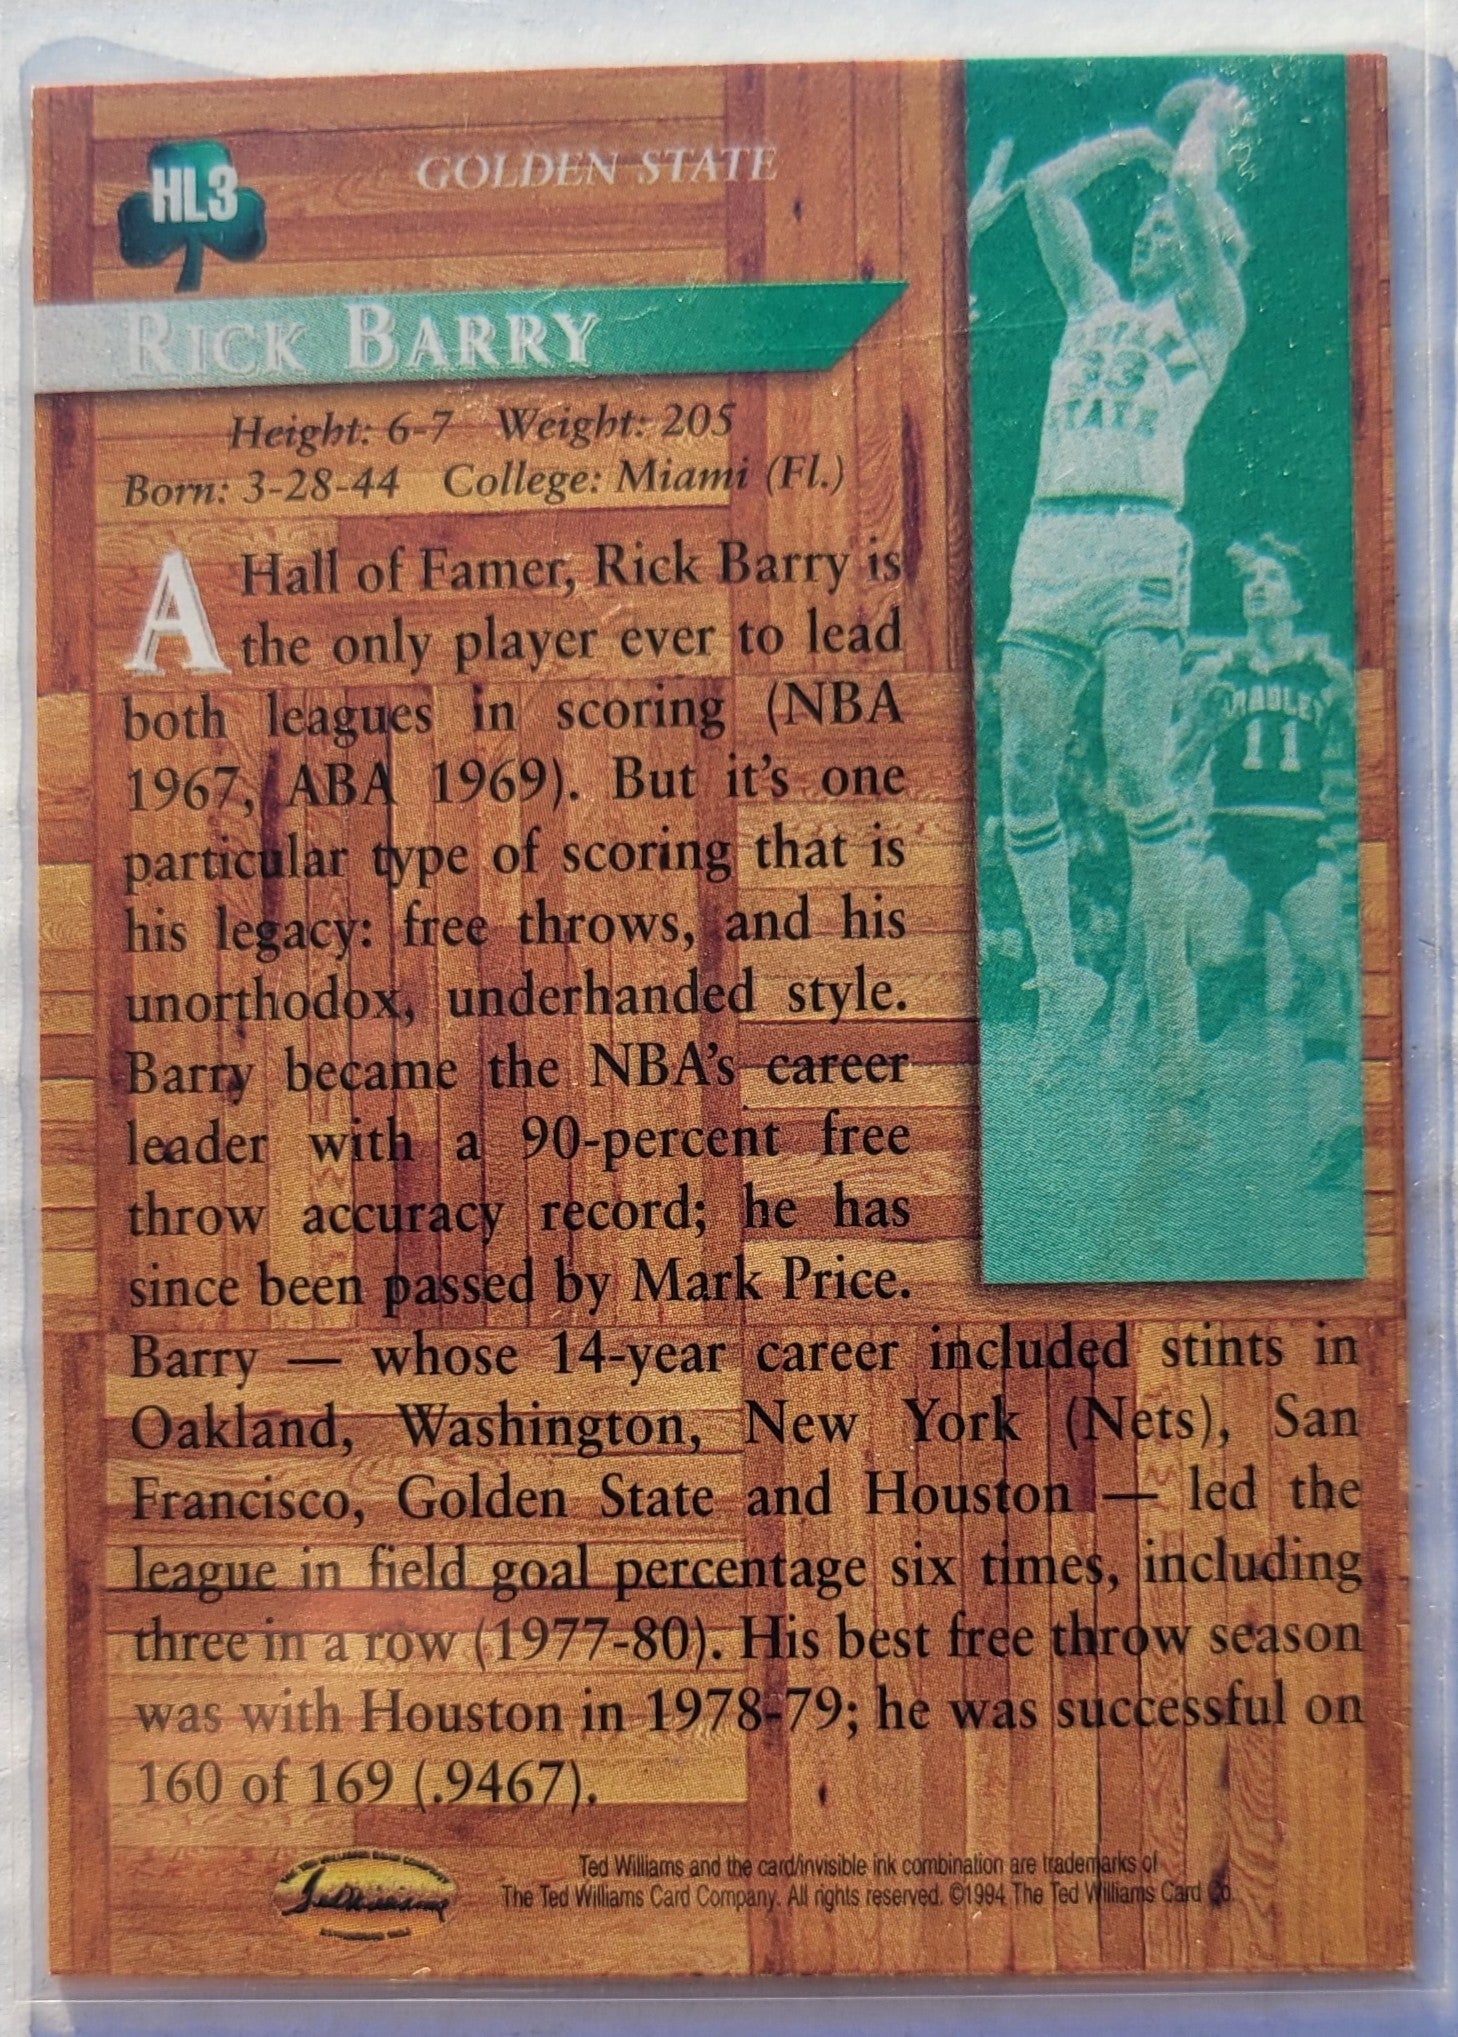 HL3
GOLDEN STATE
RICK BARRY
Height: 6-7 Weight: 205
Born: 3-28-44 College: Miami (Fl.)
A Hall of Famer, Rick Barry is
the only player ever to lead
both leagues in scoring (NBA
1967, ABA 1969). But it's one
particular type of scoring that is
his legacy: free throws, and his
unorthodox, underhanded style.
Barry became the NBA's career
leader with a 90-percent free
throw accuracy record; he has
since been passed by Mark Price.
Barry — whose 14-year career included stints in
Oakland, Washington, New York (Nets), San
Francisco, Golden State and Houston — led the
league in field goal percentage six times, including
three in a row (1977-80). His best free throw season
was with Houston in 1978-79; he was successful on
160 of 169 (.9467).
STATE
BRADLEY
11
Ted Williams
Ted Williams and the card/invisible ink combination are trademarks of
The Ted Williams Card Company. All rights reserved. ©1994 The Ted Williams Card Co.